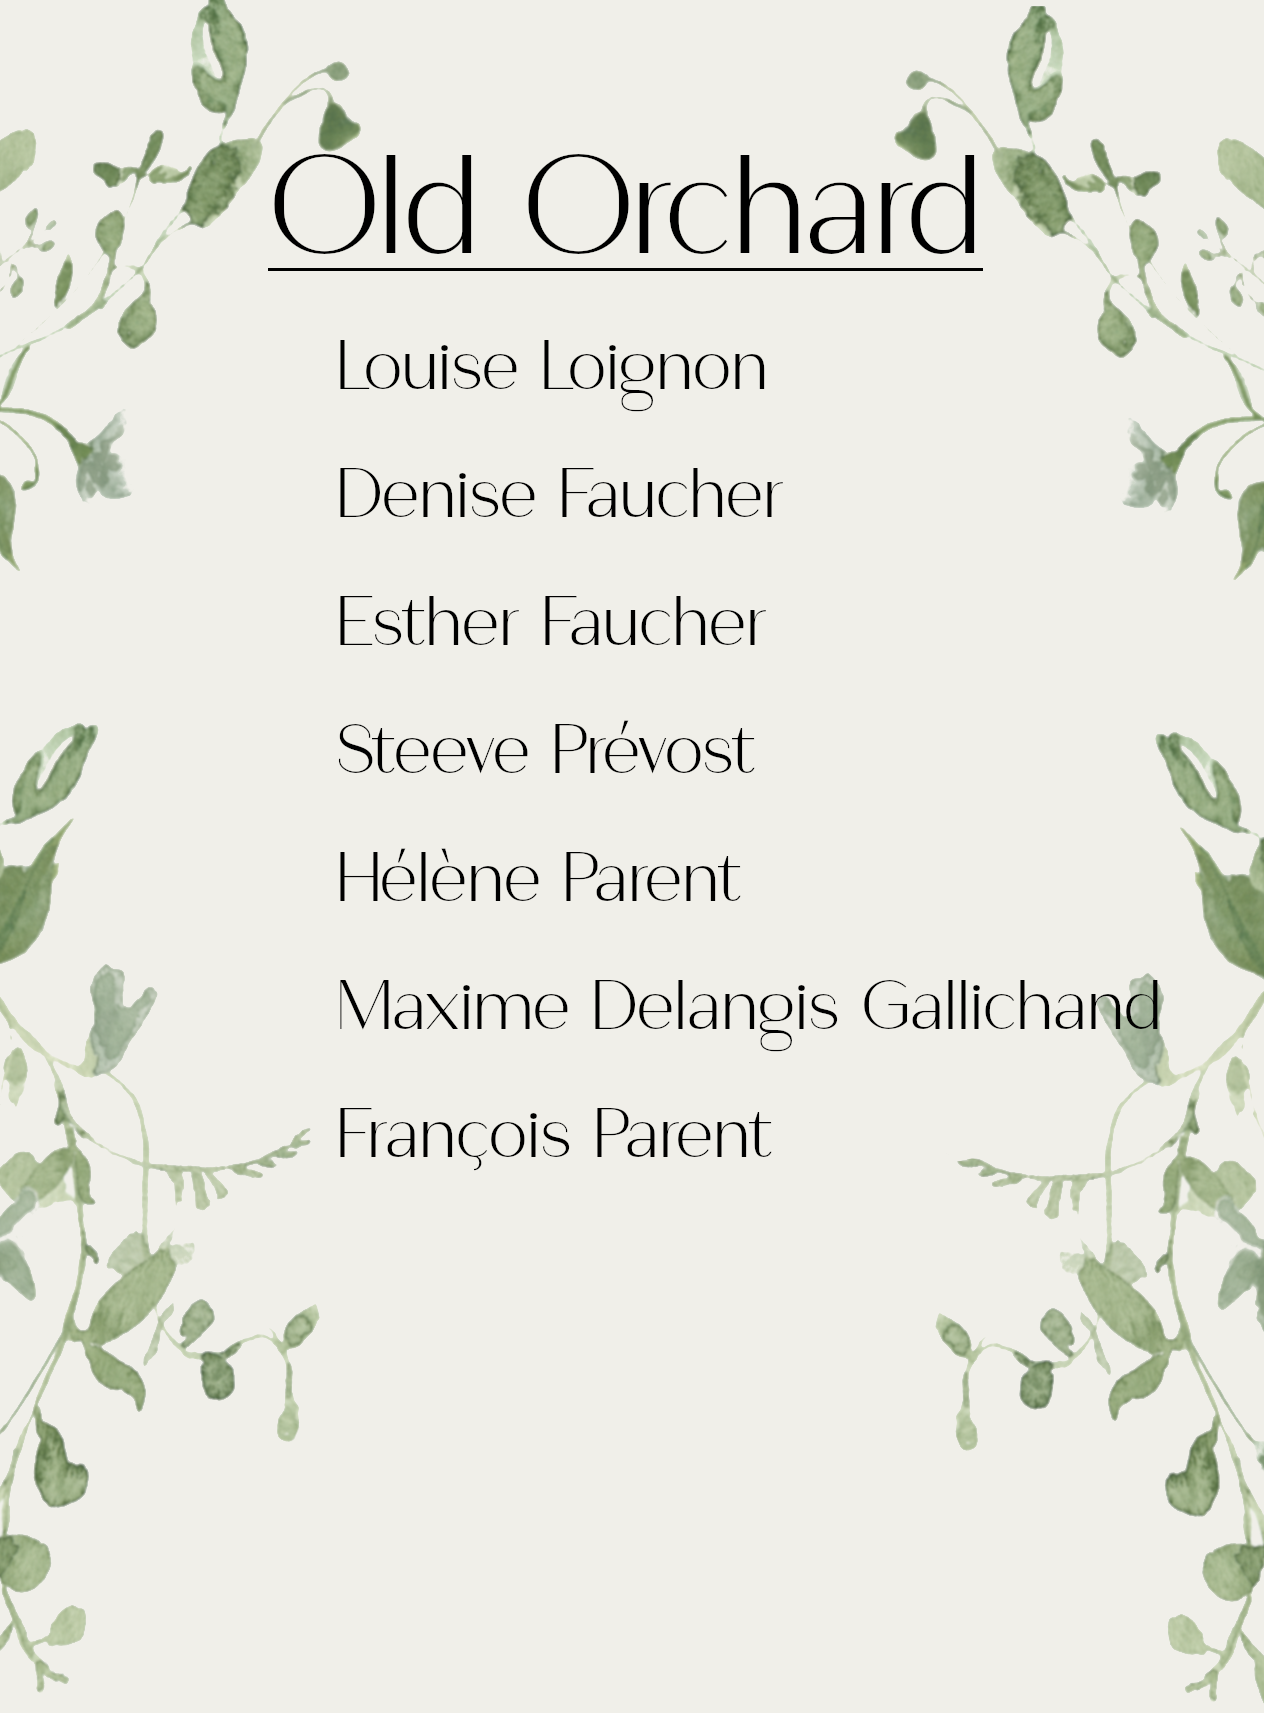 Old Orchard
Louise Loignon
Denise Faucher
Esther Faucher
Steeve Prévost
Hélène Parent
Maxime Delangis Gallichand
François Parent